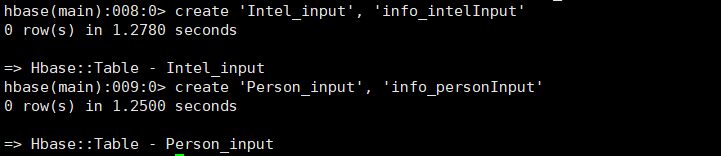 hbase(main):008:0> create 'Intel_input', 'info_intelInput'
0 row(s) in 1.2780 seconds
=> Hbase::Table - Intel_input
hbase(main):009:0> create 'Person_input', 'info_personInput'
0 row(s) in 1.2500 seconds
=> Hbase::Table - Person_input